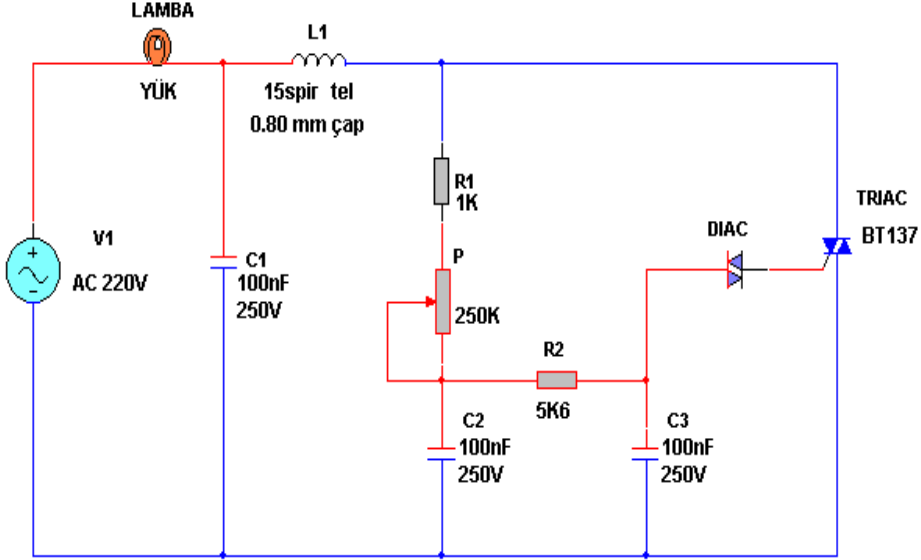 LAMBA
YÜK
L1
15spir tel
0.80 mm çap
V1
AC 220V
C1
100nF
250V
R1
1K
P
250K
R2
5K6
C2
100nF
250V
C3
100nF
250V
DIAC
TRIAC
BT137